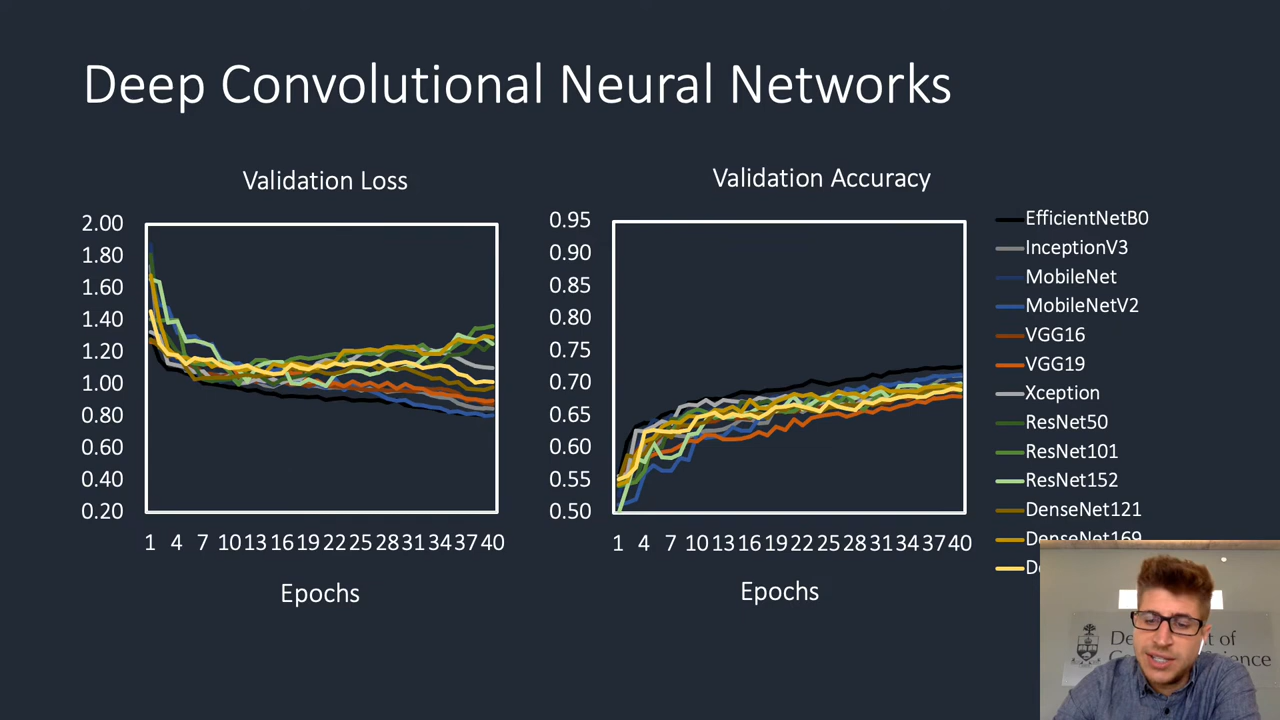 Deep Convolutional Neural Networks
Validation Loss
2.00
1.80
1.60
1.40
1.20
1.00
0.80
0.60
0.40
0.20
1 4 7 10 13 16 19 22 25 28 31 34 37 40
Epochs
Validation Accuracy
0.95
0.90
0.85
0.80
0.75
0.70
0.65
0.60
0.55
0.50
1 4 7 10 13 16 19 22 25 28 31 34 37 40
Epochs
EfficientNetB0
InceptionV3
MobileNet
MobileNetV2
VGG16
VGG19
Xception
ResNet50
ResNet101
ResNet152
DenseNet121
DenseNet169
of